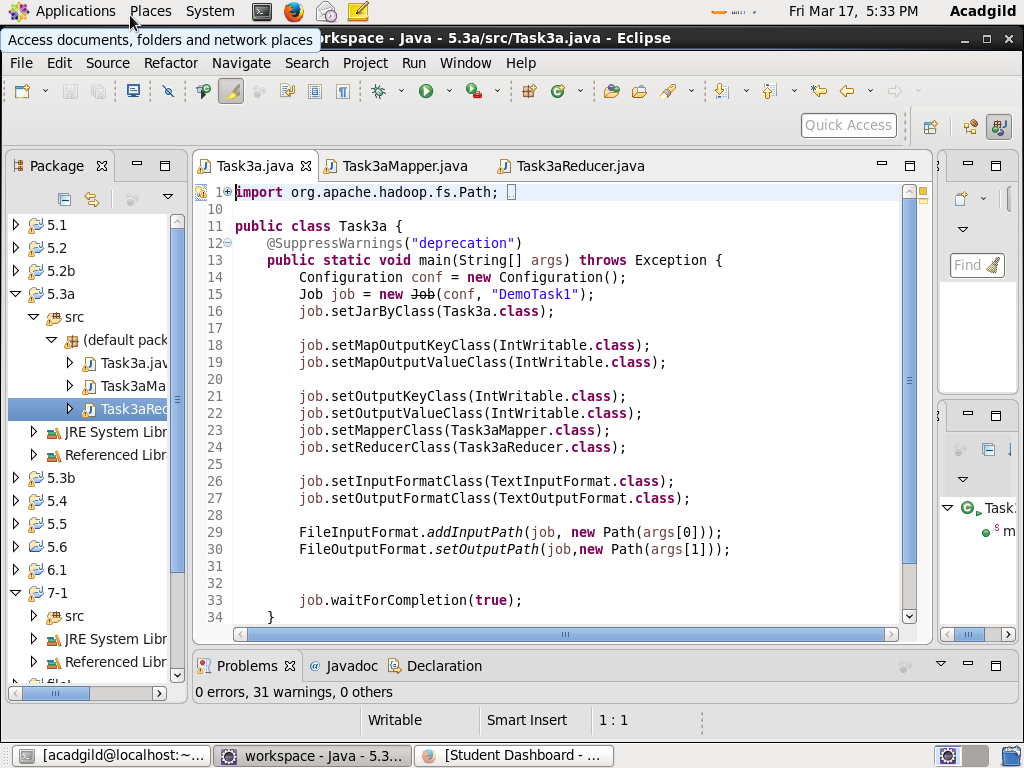 Applications Places System Fri Mar 17, 5:33 PM Acadgild
Access documents, folders and network places
workspace - Java - 5.3a/src/Task3a.java - Eclipse
File Edit Source Refactor Navigate Search Project Run Window Help
Quick Access
Package
5.1
5.2
5.2b
5.3a
src
(default pack
Task3a.jav
Task3aMa
Task3aRed
JRE System Libr
Referenced Libr
5.3b
5.4
5.5
5.6
6.1
7-1
src
JRE System Libr
Referenced Libr
Task3a.java Task3aMapper.java Task3aReducer.java
1 import org.apache.hadoop.fs.Path;
10
11 public class Task3a {
12 @SuppressWarnings("deprecation")
13 public static void main(String[] args) throws Exception {
14 Configuration conf = new Configuration();
15 Job job = new Job(conf, "DemoTask1");
16 job.setJarByClass(Task3a.class);
17
18 job.setMapOutputKeyClass(IntWritable.class);
19 job.setMapOutputValueClass(IntWritable.class);
20
21 job.setOutputKeyClass(IntWritable.class);
22 job.setOutputValueClass(IntWritable.class);
23 job.setMapperClass(Task3aMapper.class);
24 job.setReducerClass(Task3aReducer.class);
25
26 job.setInputFormatClass(TextInputFormat.class);
27 job.setOutputFormatClass(TextOutputFormat.class);
28
29 FileInputFormat.addInputPath(job, new Path(args[0]));
30 FileOutputFormat.setOutputPath(job,new Path(args[1]));
31
32
33 job.waitForCompletion(true);
34 }
Find
Task3
m
Problems @ Javadoc Declaration
0 errors, 31 warnings, 0 others
Writable Smart Insert 1 : 1
[acadgild@localhost:~... workspace - Java - 5.3... [Student Dashboard - ...